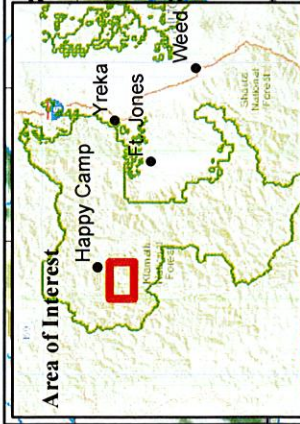 Area of Interest
Happy Camp
Yreka
Ft. Jones
Weed
Klamath
National
Forest
Shasta
National
Forest